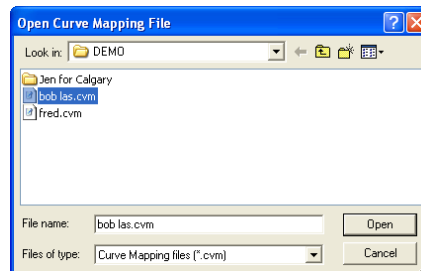 Open Curve Mapping File
Look in: DEMO
Jen for Calgary
bob las.cvm
fred.cvm
File name: bob las.cvm Open
Files of type: Curve Mapping files (*.cvm) Cancel